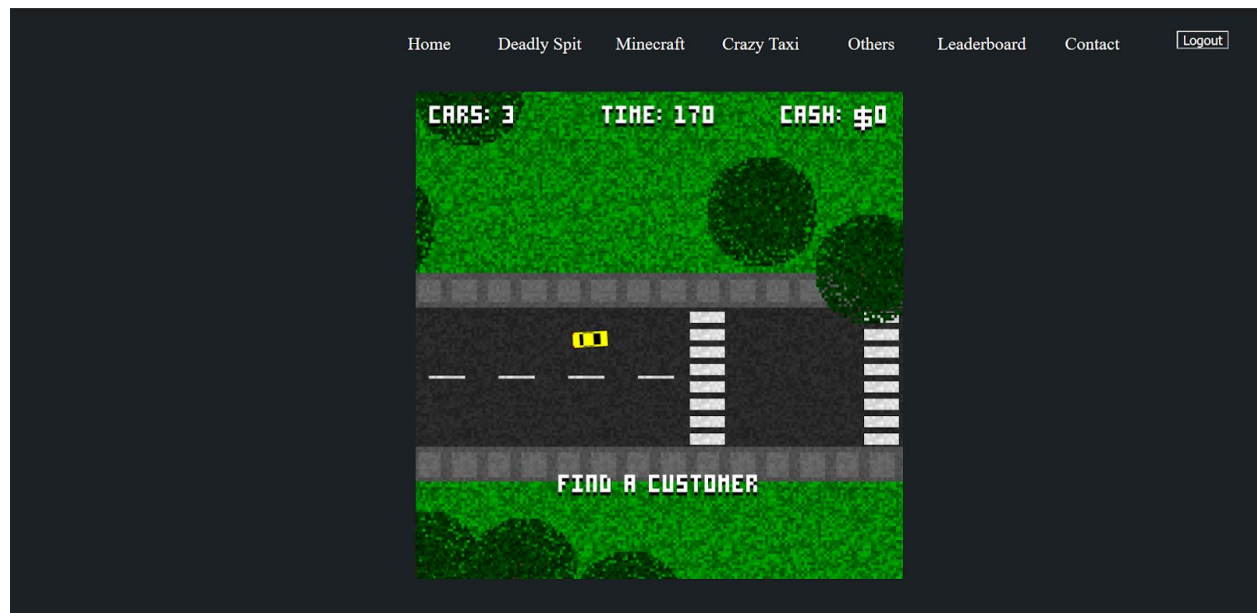 Home Deadly Spit Minecraft Crazy Taxi Others Leaderboard Contact Logout
CARS: 3 TIME: 170 CASH: $0
FIND A CUSTOMER